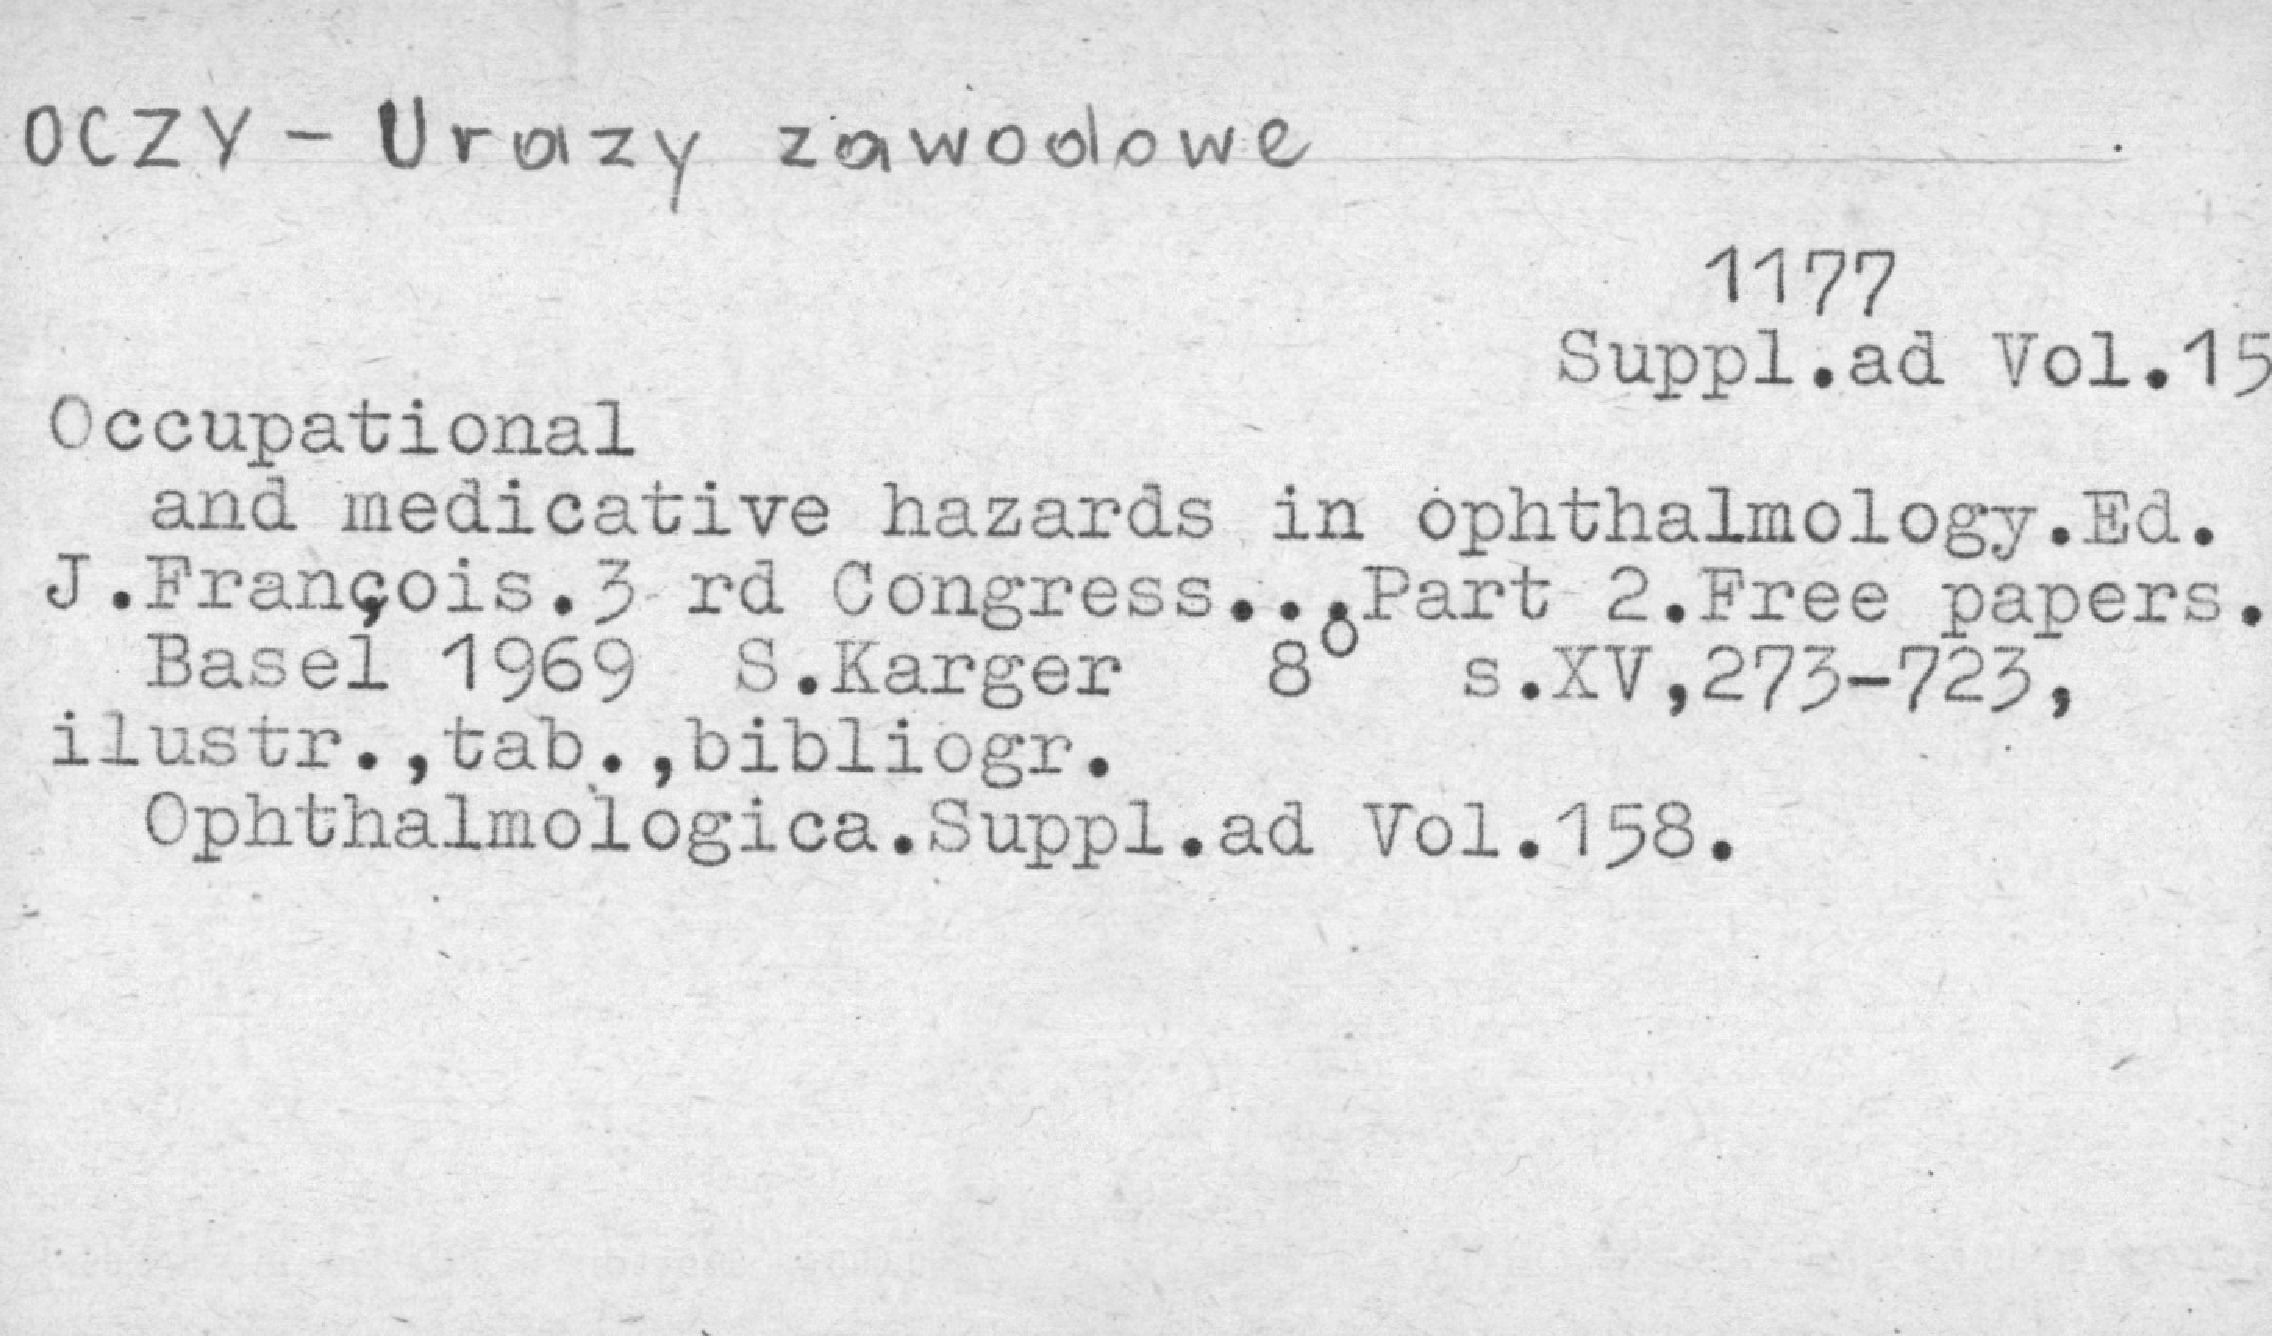 OCZY - Urazy zawodowe
1177
Suppl.ad Vol.15
Occupational
and medicative hazards in ophthalmology.Ed.
J.François.3 rd Congress...Part 2.Free papers.
Basel 1969 S.Karger 8° s.XV,273-723,
ilustr.,tab.,bibliogr.
Ophthalmologica.Suppl.ad Vol.158.